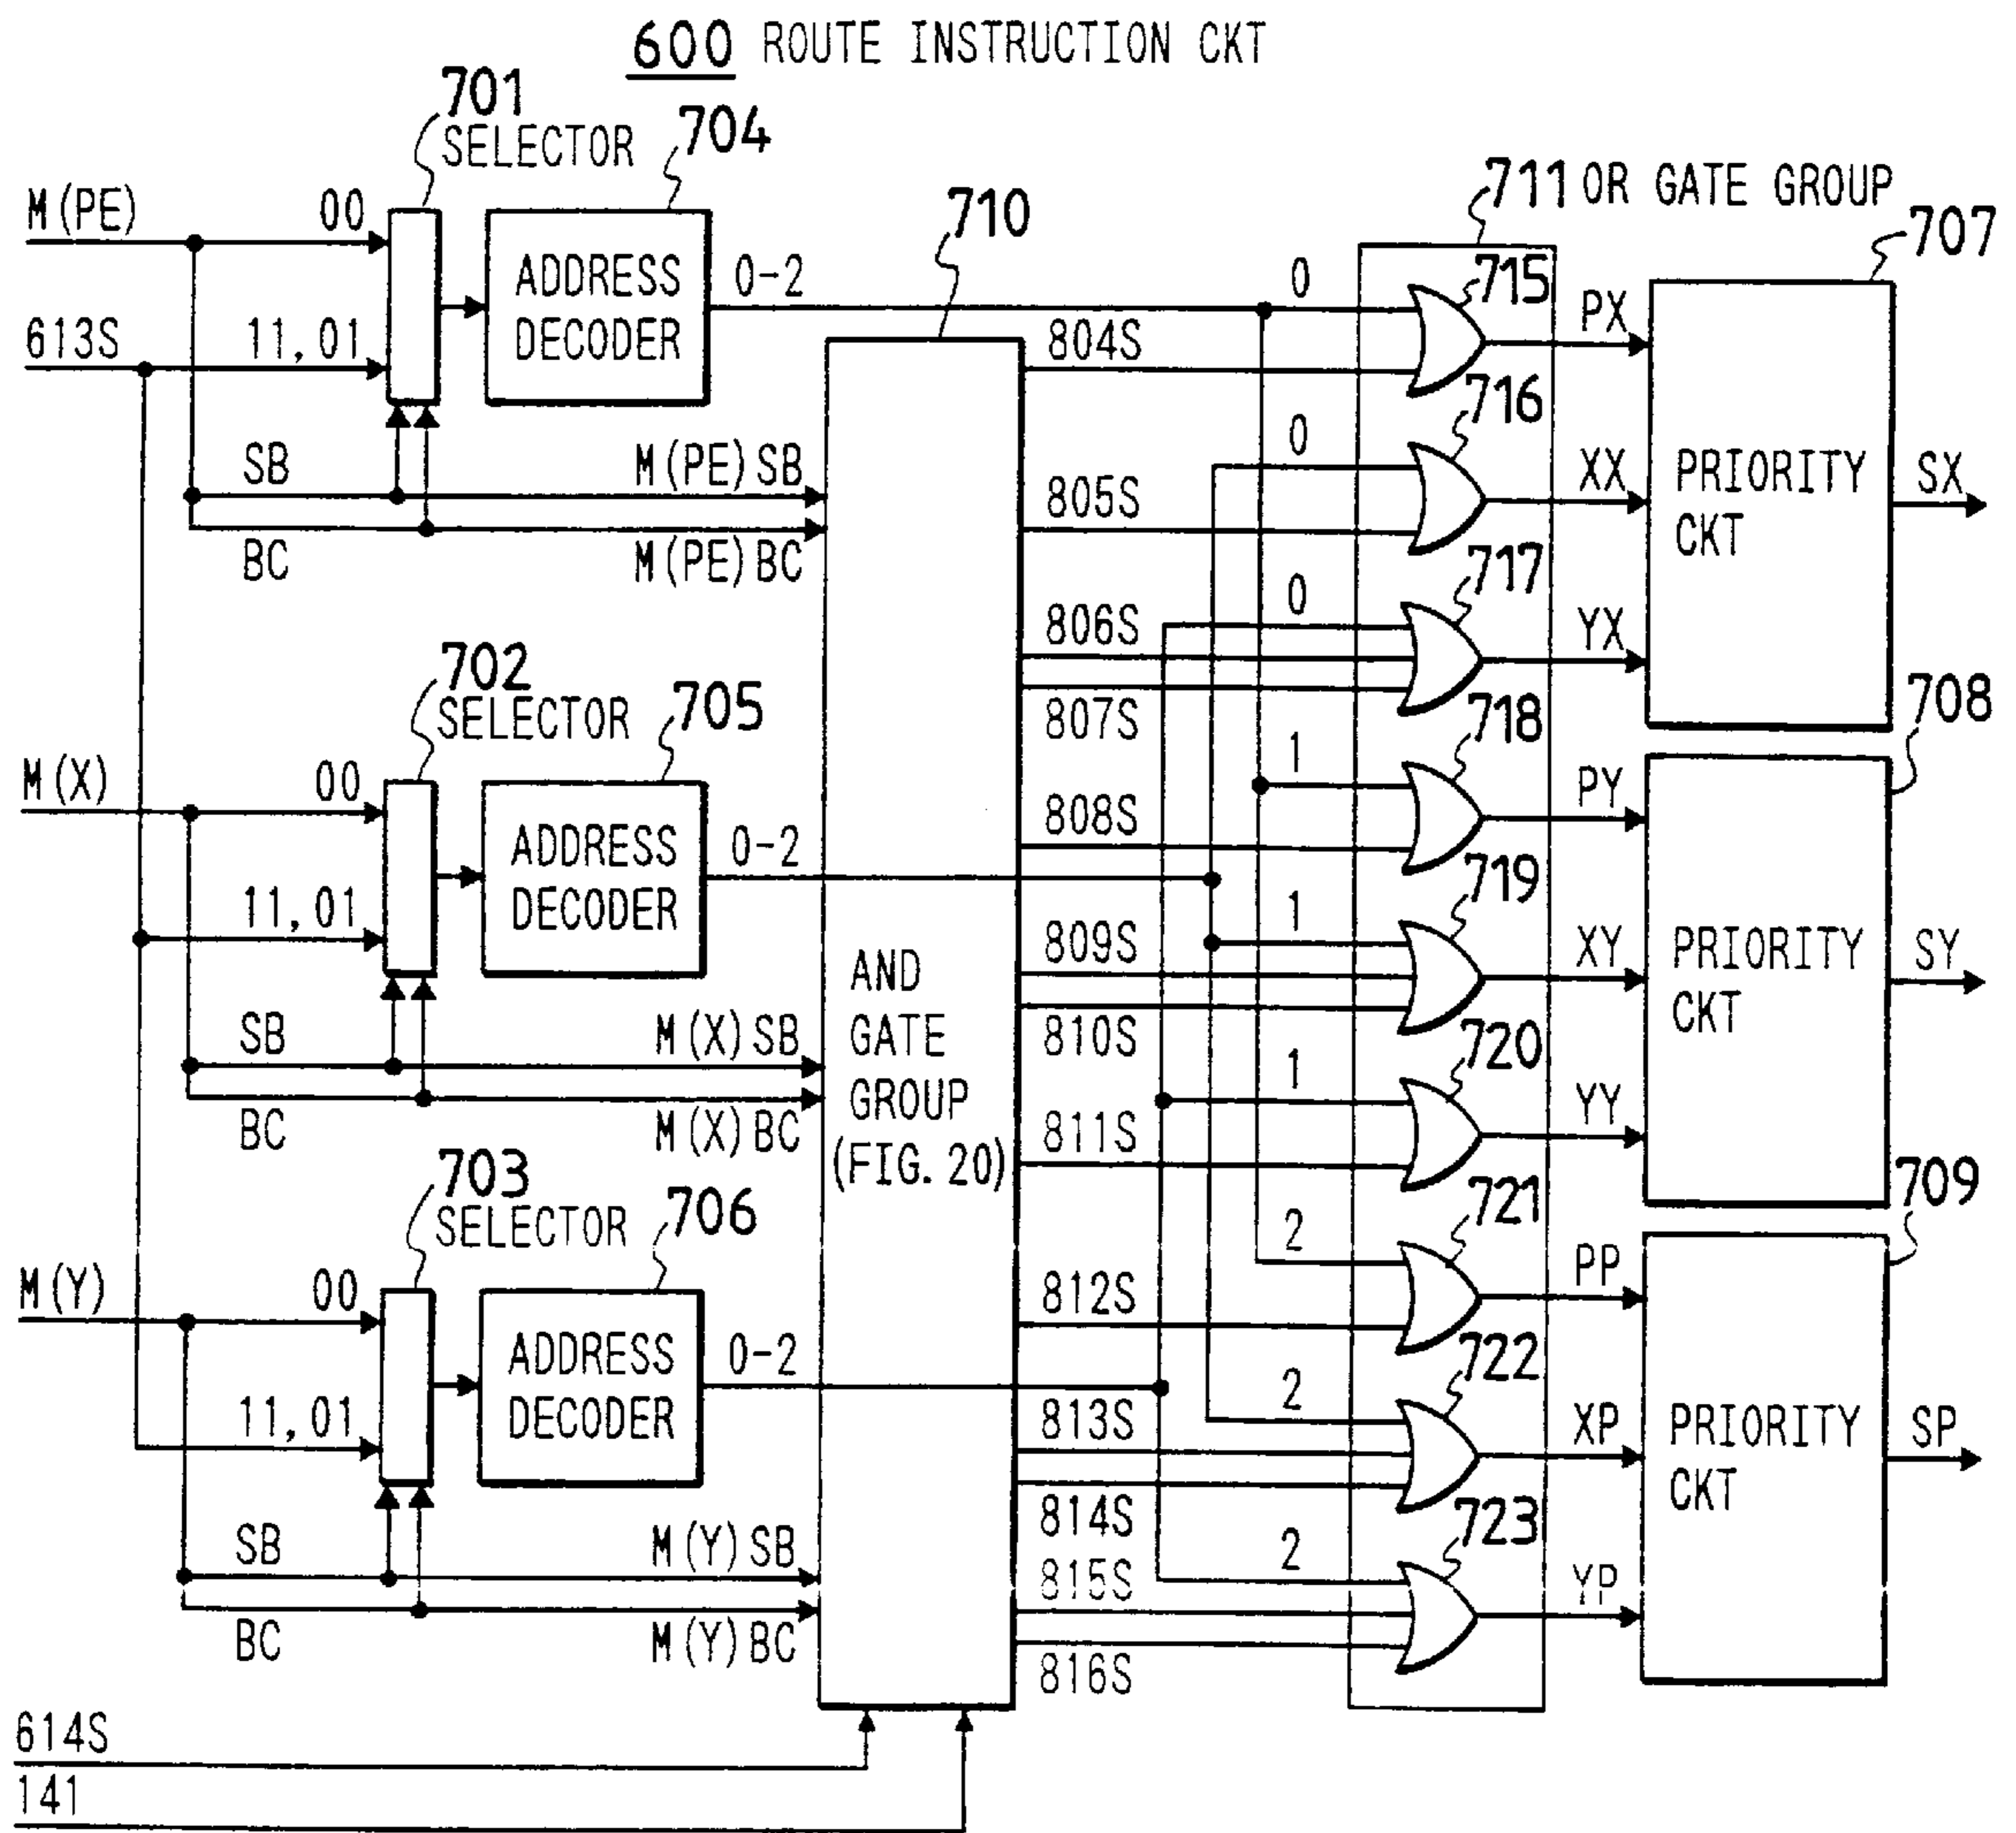 600 ROUTE INSTRUCTION CKT
701
SELECTOR
704
M(PE)
00
613S
11,01
ADDRESS
DECODER
0-2
SB
M(PE)SB
BC
M(PE)BC
702
SELECTOR
705
M(X)
00
11,01
ADDRESS
DECODER
0-2
SB
M(X)SB
BC
M(X)BC
703
SELECTOR
706
M(Y)
00
11,01
ADDRESS
DECODER
0-2
SB
M(Y)SB
BC
M(Y)BC
614S
141
710
AND
GATE
GROUP
(FIG. 20)
804S
805S
806S
807S
808S
809S
810S
811S
812S
813S
814S
815S
816S
711 OR GATE GROUP
0
715
PX
0
716
XX
0
717
YX
1
718
PY
1
719
XY
1
720
YY
2
721
PP
2
722
XP
2
723
YP
707
PRIORITY
CKT
SX
708
PRIORITY
CKT
SY
709
PRIORITY
CKT
SP